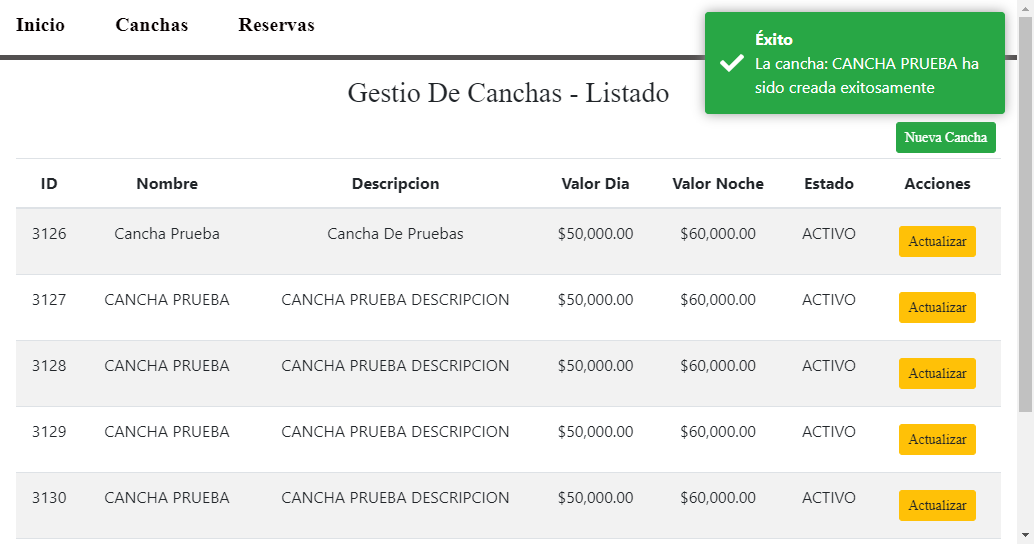 Inicio Canchas Reservas
Éxito
La cancha: CANCHA PRUEBA ha
sido creada exitosamente
Gestio De Canchas - Listado
Nueva Cancha
ID Nombre Descripcion Valor Dia Valor Noche Estado Acciones
3126 Cancha Prueba Cancha De Pruebas $50,000.00 $60,000.00 ACTIVO Actualizar
3127 CANCHA PRUEBA CANCHA PRUEBA DESCRIPCION $50,000.00 $60,000.00 ACTIVO Actualizar
3128 CANCHA PRUEBA CANCHA PRUEBA DESCRIPCION $50,000.00 $60,000.00 ACTIVO Actualizar
3129 CANCHA PRUEBA CANCHA PRUEBA DESCRIPCION $50,000.00 $60,000.00 ACTIVO Actualizar
3130 CANCHA PRUEBA CANCHA PRUEBA DESCRIPCION $50,000.00 $60,000.00 ACTIVO Actualizar